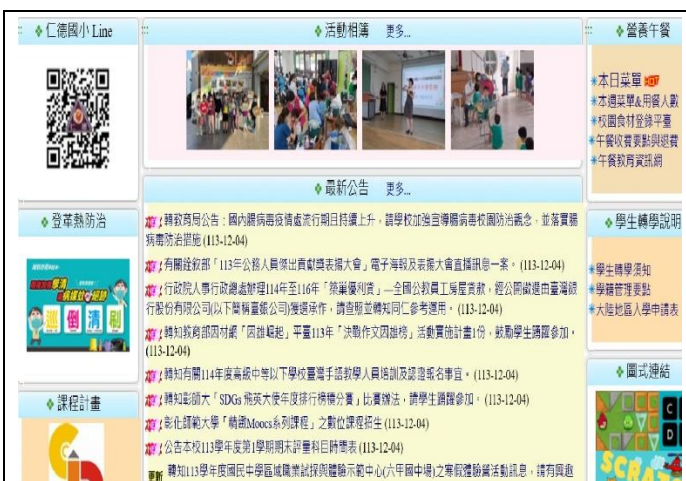 仁德國小 Line
活動相簿 更多...
營養午餐
本日菜單
本週菜單&用餐人數
校園食材登錄平臺
午餐收費要點與退費
午餐教育資訊網
最新公告 更多...
轉教育局公告:國內腸病毒疫情處流行期且持續上升,請學校加強宣導腸病毒校園防治觀念,並落實腸
病毒防治措施 (113-12-04)
有關銓敘部「113年公務人員傑出貢獻獎表揚大會」電子海報及表揚大會直播訊息一案。 (113-12-04)
行政院人事行政總處辦理114年至116年「築巢優利貸」—全國公教員工房屋貸款,經公開徵選由臺灣銀
行股份有限公司(以下簡稱臺銀公司)獲選承作,請查照並轉知同仁參考運用。 (113-12-04)
轉知教育部因材網「因雄崛起」平臺113年「決戰作文因雄榜」活動實施計畫1份,鼓勵學生踴躍參加。
(113-12-04)
轉知有關114年度高級中等以下學校臺灣手語教學人員培訓及認證報名事宜。 (113-12-04)
轉知彰師大「SDGs 飛英大使年度排行榜積分賽」比賽辦法,請學生踴躍參加。 (113-12-04)
彰化師範大學「精緻Moocs系列課程」之數位課程招生 (113-12-04)
公告本校113學年度第1學期期末評量科目時間表 (113-12-04)
更新 轉知113學年度國民中學區域職業試探與體驗示範中心(六甲國中場)之寒假體驗營活動訊息,請有興趣
登革熱防治
巡 倒 清 刷
課程計畫
學生轉學說明
學生轉學須知
學籍管理要點
大陸地區入學申請表
圖式連結
C
D
SCRA